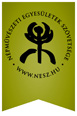 NÉPMŰVÉSZETI EGYESÜLETEK SZÖVETSÉGE
• WWW.NESZ.HU •